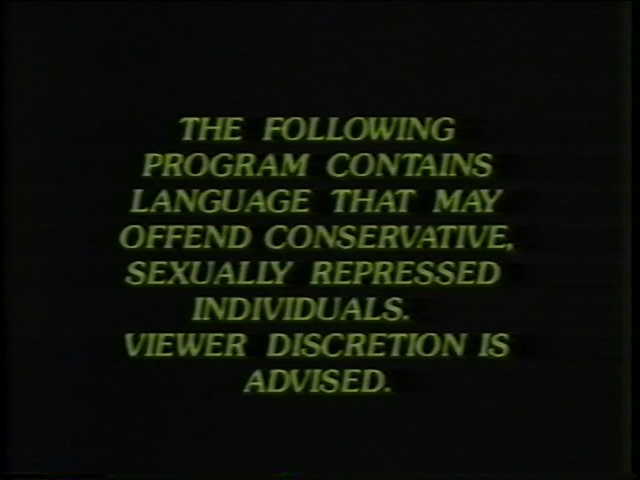 THE FOLLOWING
PROGRAM CONTAINS
LANGUAGE THAT MAY
OFFEND CONSERVATIVE,
SEXUALLY REPRESSED
INDIVIDUALS.
VIEWER DISCRETION IS
ADVISED.